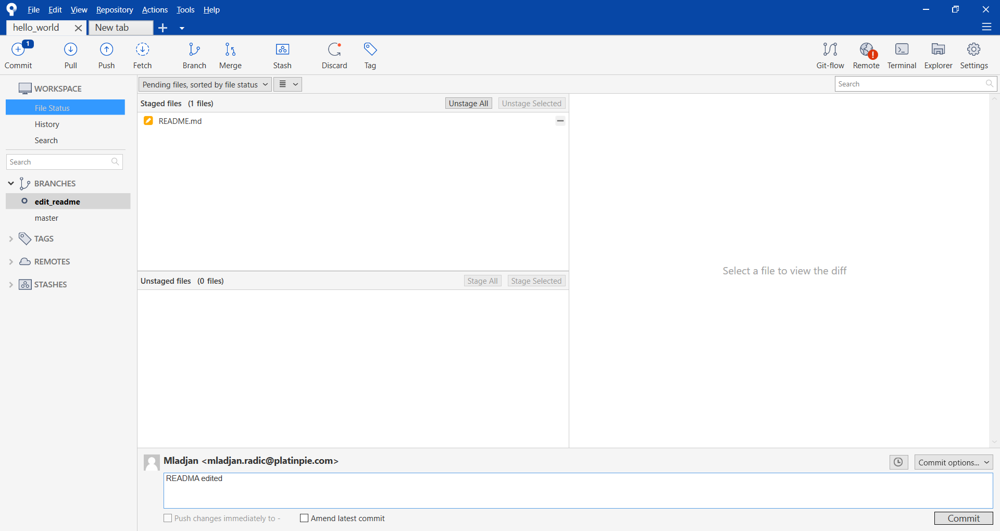 File Edit View Repository Actions Tools Help
hello_world New tab
1
Commit Pull Push Fetch Branch Merge Stash Discard Tag Git-flow Remote Terminal Explorer Settings
WORKSPACE
File Status
History
Search
Search
BRANCHES
edit_readme
master
TAGS
REMOTES
STASHES
Pending files, sorted by file status
Search
Staged files (1 files) Unstage All Unstage Selected
README.md
Unstaged files (0 files) Stage All Stage Selected
Select a file to view the diff
Mladjan <mladjan.radic@platinpie.com> Commit options...
READMA edited
Push changes immediately to - Amend latest commit Commit